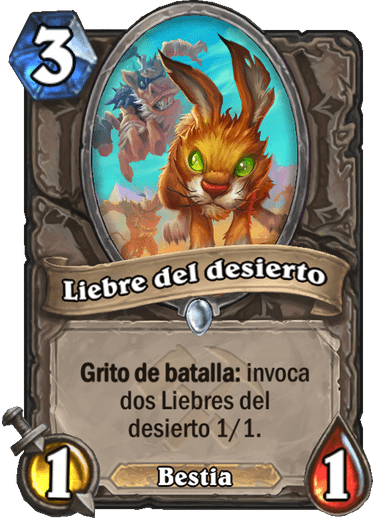 3
Liebre del desierto
Grito de batalla: invoca
dos Liebres del
desierto 1/1.
1
Bestia
1